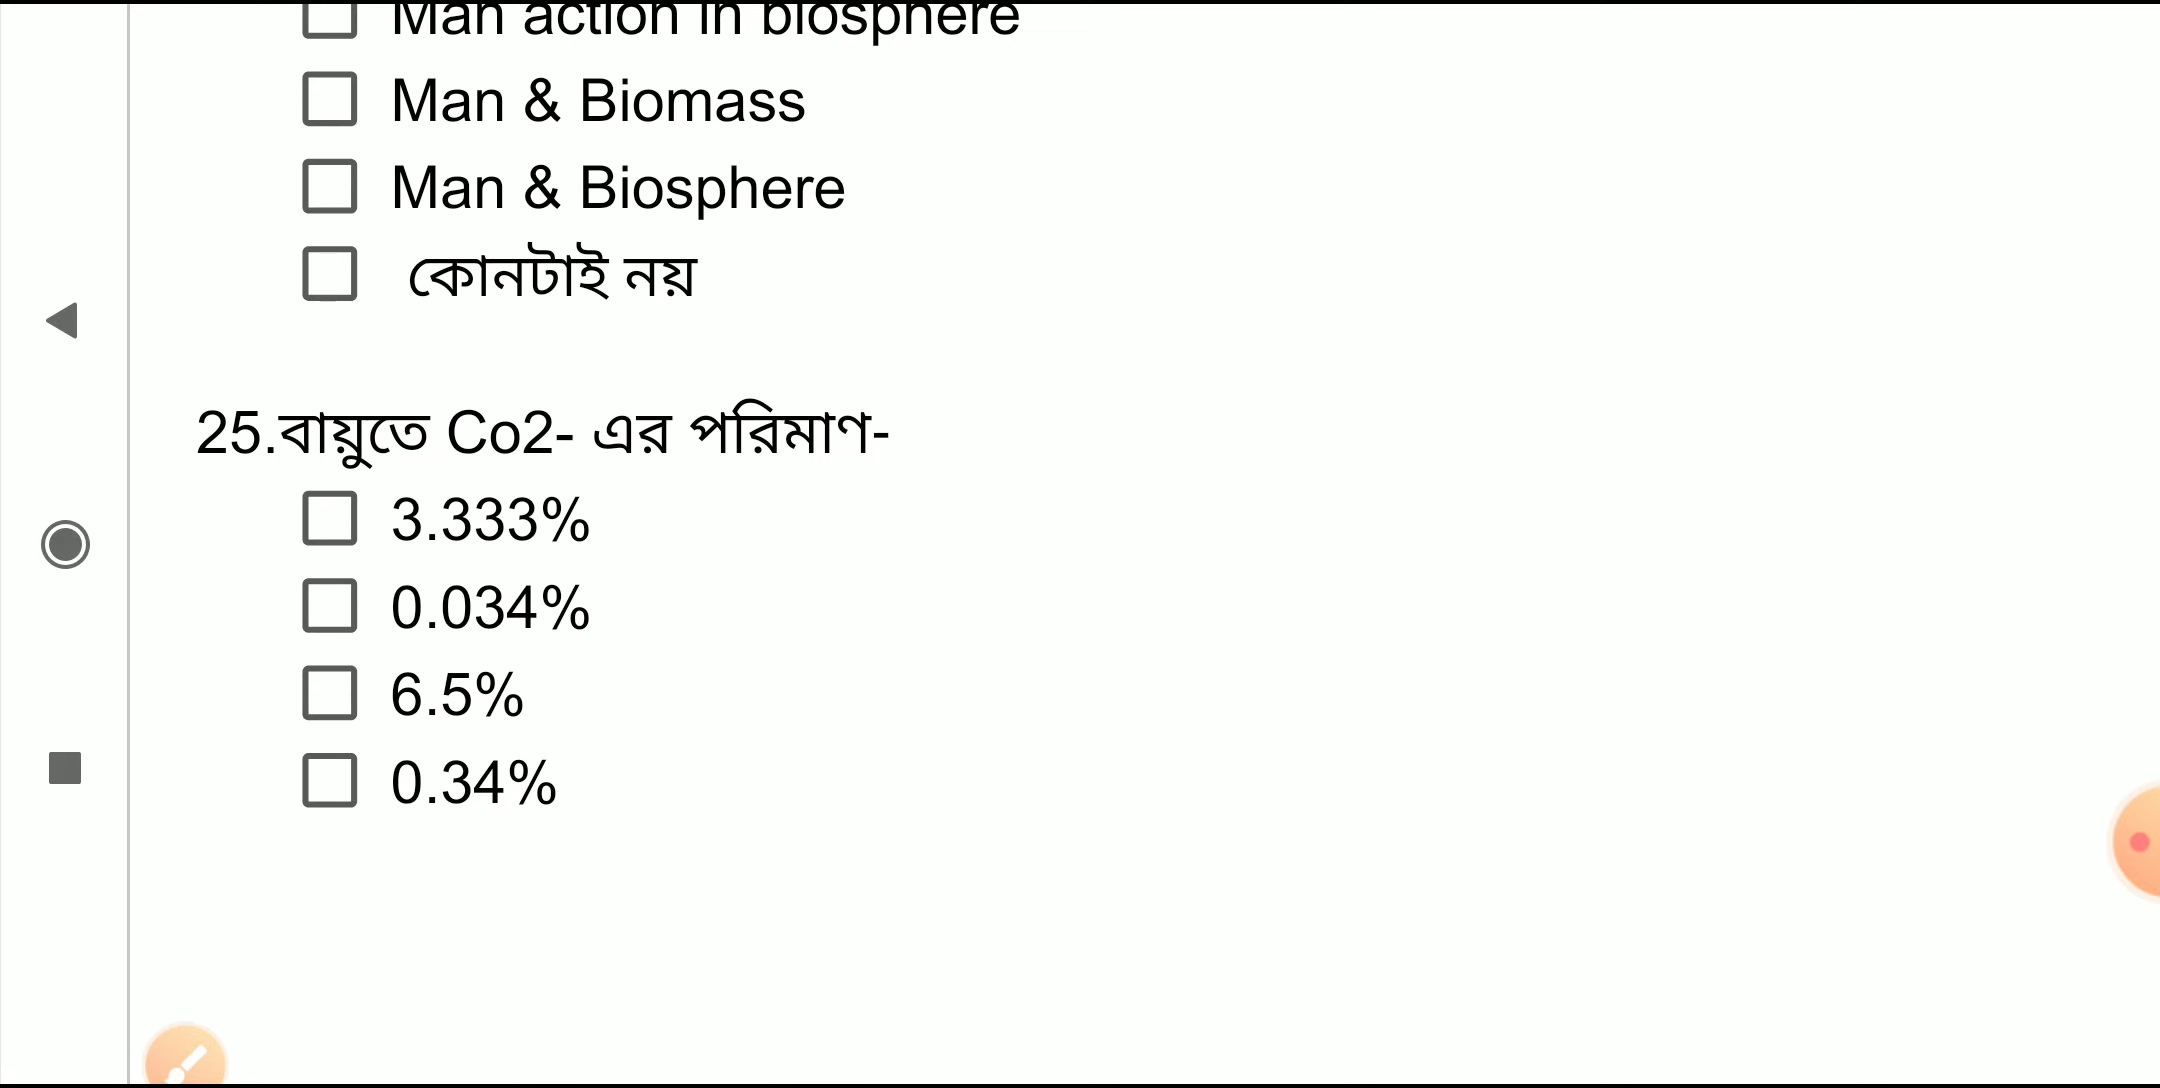 Man action in biosphere
Man & Biomass
Man & Biosphere
কোনটাই নয়
25.বায়ুতে Co2- এর পরিমাণ-
3.333%
0.034%
6.5%
0.34%